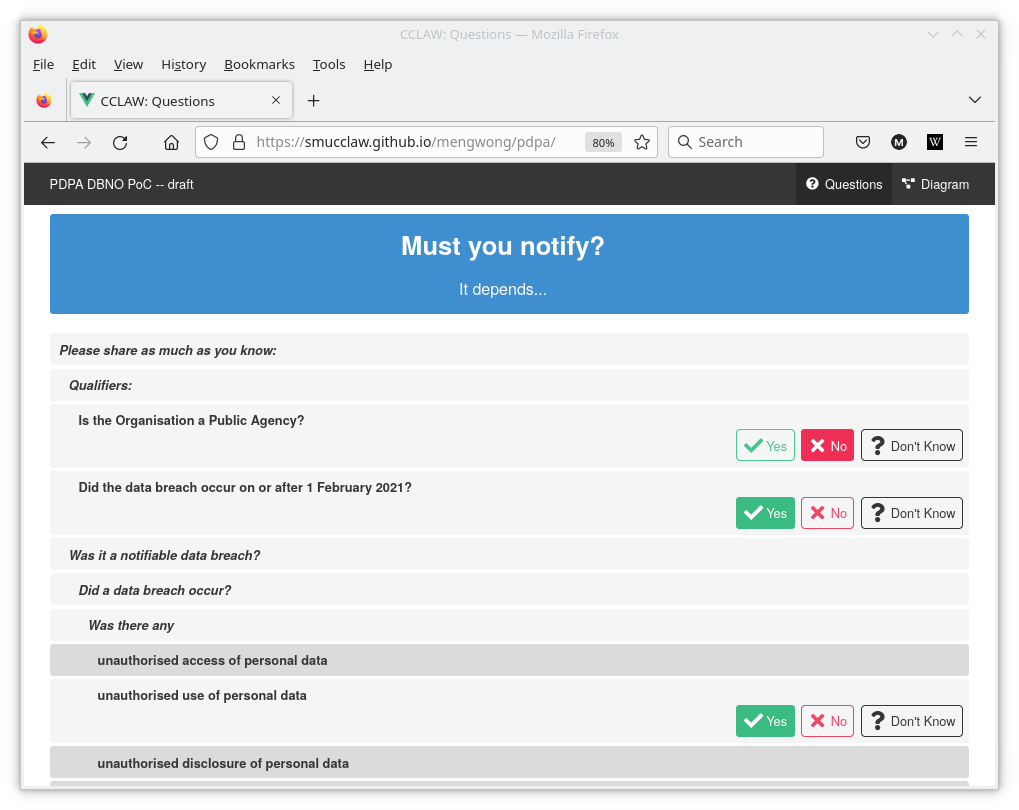 CCLAW: Questions — Mozilla Firefox
File Edit View History Bookmarks Tools Help
CCLAW: Questions
https://smucclaw.github.io/mengwong/pdpa/ 80% Search M W
PDPA DBNO PoC -- draft Questions Diagram
Must you notify?
It depends...
Please share as much as you know:
Qualifiers:
Is the Organisation a Public Agency?
Yes No ? Don't Know
Did the data breach occur on or after 1 February 2021?
Yes No ? Don't Know
Was it a notifiable data breach?
Did a data breach occur?
Was there any
unauthorised access of personal data
unauthorised use of personal data
Yes No ? Don't Know
unauthorised disclosure of personal data